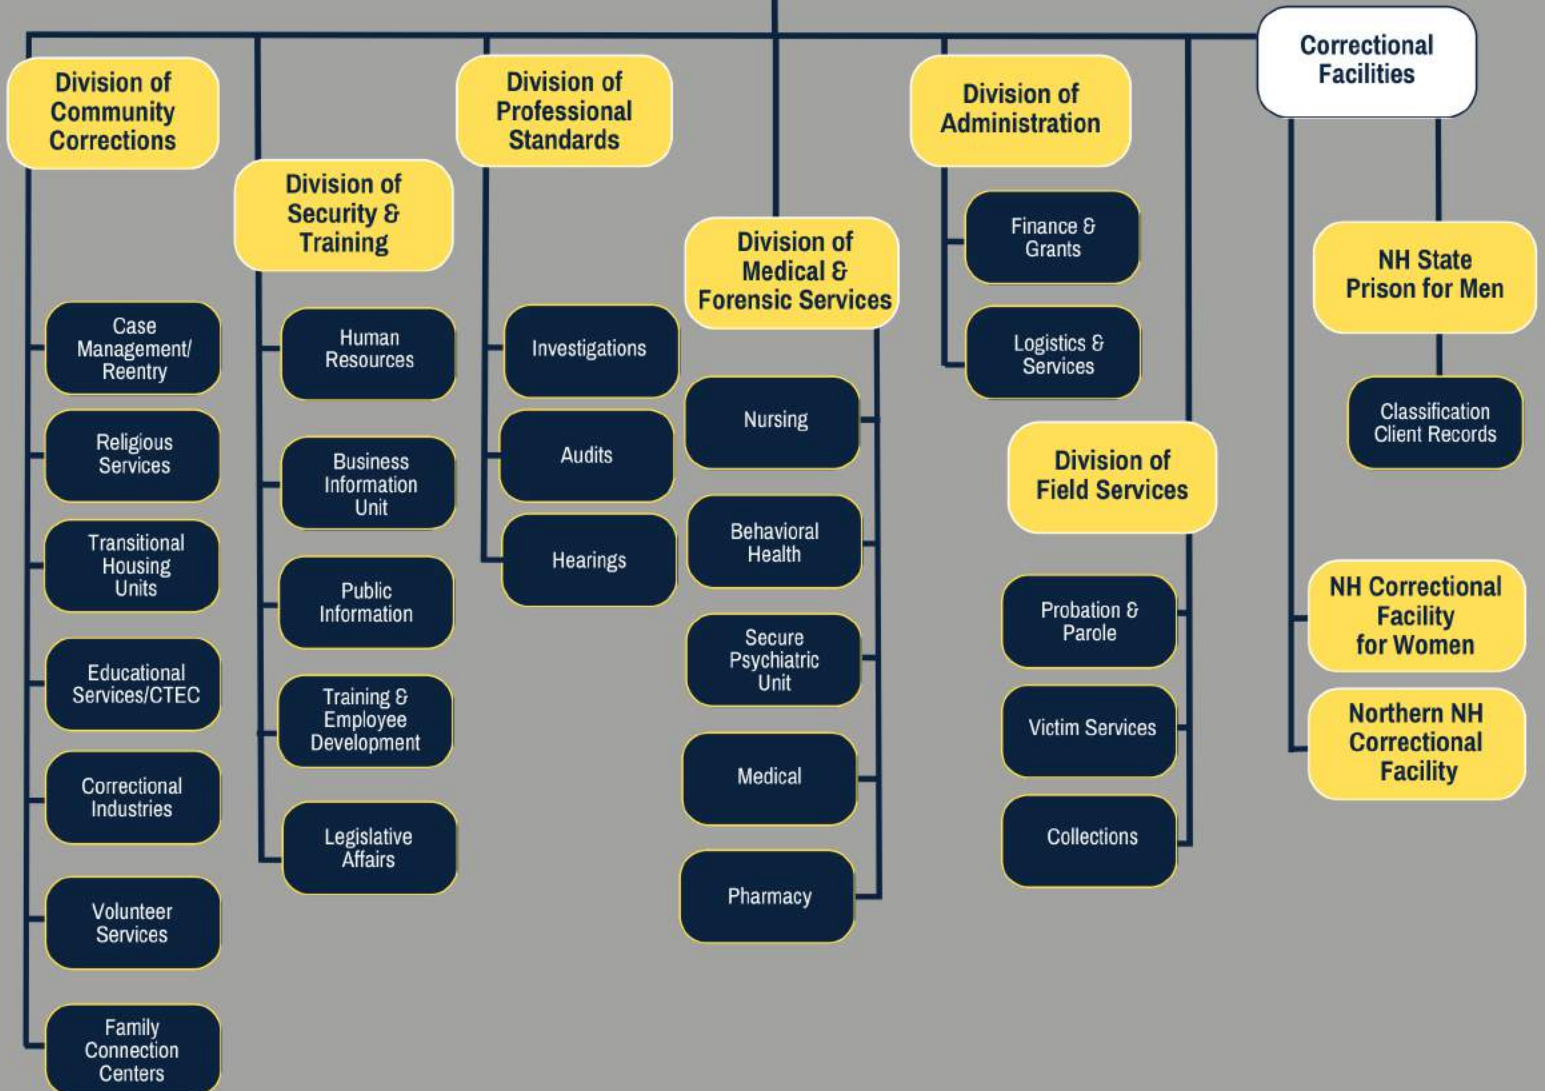 Division of
Community
Corrections
Case
Management/
Reentry
Religious
Services
Transitional
Housing
Units
Educational
Services/CTEC
Correctional
Industries
Volunteer
Services
Family
Connection
Centers
Division of
Security &
Training
Human
Resources
Business
Information
Unit
Public
Information
Training &
Employee
Development
Legislative
Affairs
Division of
Professional
Standards
Investigations
Audits
Hearings
Division of
Medical &
Forensic Services
Nursing
Behavioral
Health
Secure
Psychiatric
Unit
Medical
Pharmacy
Division of
Administration
Finance &
Grants
Logistics &
Services
Division of
Field Services
Probation &
Parole
Victim Services
Collections
Correctional
Facilities
NH State
Prison for Men
Classification
Client Records
NH Correctional
Facility
for Women
Northern NH
Correctional
Facility